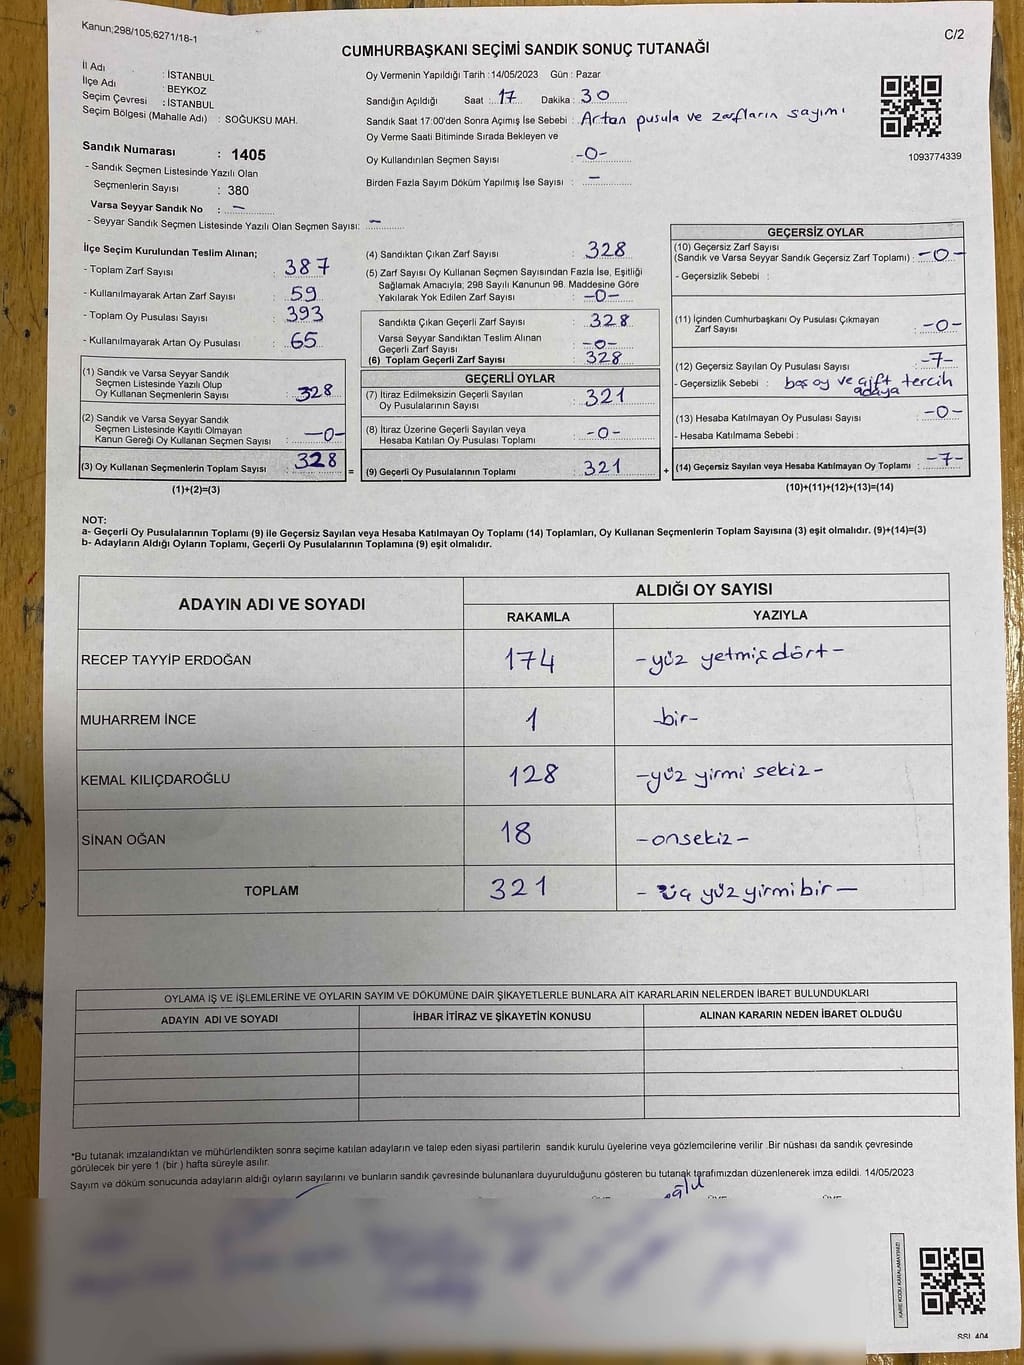 Kanun;298/105;6271/18-1
C/2
CUMHURBAŞKANI SEÇİMİ SANDIK SONUÇ TUTANAĞI
İl Adı : İSTANBUL
İlçe Adı : BEYKOZ
Seçim Çevresi : İSTANBUL
Seçim Bölgesi (Mahalle Adı) : SOĞUKSU MAH.
Sandık Numarası : 1405
- Sandık Seçmen Listesinde Yazılı Olan
Seçmenlerin Sayısı : 380
Varsa Seyyar Sandık No : –
- Seyyar Sandık Seçmen Listesinde Yazılı Olan Seçmen Sayısı: –
Oy Vermenin Yapıldığı Tarih : 14/05/2023 Gün : Pazar
Sandığın Açıldığı Saat : 17 Dakika : 30
Sandık Saat 17:00'den Sonra Açımış İse Sebebi : Artan pusula ve zarfların sayımı
Oy Verme Saati Bitiminde Sırada Bekleyen ve
Oy Kullandırılan Seçmen Sayısı : -0-
Birden Fazla Sayım Döküm Yapılmış İse Sayısı : –
1093774339
İlçe Seçim Kurulundan Teslim Alınan;
- Toplam Zarf Sayısı : 387
- Kullanılmayarak Artan Zarf Sayısı : 59
- Toplam Oy Pusulası Sayısı : 393
- Kullanılmayarak Artan Oy Pusulası : 65
(1) Sandık ve Varsa Seyyar Sandık
Seçmen Listesinde Yazılı Olup
Oy Kullanan Seçmenlerin Sayısı : 328
(2) Sandık ve Varsa Seyyar Sandık
Seçmen Listesinde Kayıtlı Olmayan
Kanun Gereği Oy Kullanan Seçmen Sayısı : -0-
(3) Oy Kullanan Seçmenlerin Toplam Sayısı : 328 =
(1)+(2)=(3)
(4) Sandıktan Çıkan Zarf Sayısı : 328
(5) Zarf Sayısı Oy Kullanan Seçmen Sayısından Fazla İse, Eşitliği
Sağlamak Amacıyla, 298 Sayılı Kanunun 98. Maddesine Göre
Yakılarak Yok Edilen Zarf Sayısı : -0-
Sandıkta Çıkan Geçerli Zarf Sayısı : 328
Varsa Seyyar Sandıktan Teslim Alınan
Geçerli Zarf Sayısı : -0-
(6) Toplam Geçerli Zarf Sayısı : 328
GEÇERLİ OYLAR
(7) İtiraz Edilmeksizin Geçerli Sayılan
Oy Pusulalarının Sayısı : 321
(8) İtiraz Üzerine Geçerli Sayılan veya
Hesaba Katılan Oy Pusulası Toplamı : -0-
(9) Geçerli Oy Pusulalarının Toplamı : 321 +
GEÇERSİZ OYLAR
(10) Geçersiz Zarf Sayısı
(Sandık ve Varsa Seyyar Sandık Geçersiz Zarf Toplamı) : -0-
- Geçersizlik Sebebi :
(11) İçinden Cumhurbaşkanı Oy Pusulası Çıkmayan
Zarf Sayısı : -0-
(12) Geçersiz Sayılan Oy Pusulası Sayısı : -7-
- Geçersizlik Sebebi : boş oy ve çift tercih
adaya
(13) Hesaba Katılmayan Oy Pusulası Sayısı : -0-
- Hesaba Katılmama Sebebi :
(14) Geçersiz Sayılan veya Hesaba Katılmayan Oy Toplamı : -7-
(10)+(11)+(12)+(13)=(14)
NOT:
a- Geçerli Oy Pusulalarının Toplamı (9) ile Geçersiz Sayılan veya Hesaba Katılmayan Oy Toplamı (14) Toplamları, Oy Kullanan Seçmenlerin Toplam Sayısına (3) eşit olmalıdır. (9)+(14)=(3)
b- Adayların Aldığı Oyların Toplamı, Geçerli Oy Pusulalarının Toplamına (9) eşit olmalıdır.
ADAYIN ADI VE SOYADI
ALDIĞI OY SAYISI
RAKAMLA YAZIYLA
RECEP TAYYİP ERDOĞAN 174 -yüz yetmiş dört-
MUHARREM İNCE 1 -bir-
KEMAL KILIÇDAROĞLU 128 -yüz yirmi sekiz-
SİNAN OĞAN 18 -onsekiz-
TOPLAM 321 - üç yüz yirmi bir —
OYLAMA İŞ VE İŞLEMLERİNE VE OYLARIN SAYIM VE DÖKÜMÜNE DAİR ŞİKAYETLERLE BUNLARA AİT KARARLARIN NELERDEN İBARET BULUNDUKLARI
ADAYIN ADI VE SOYADI İHBAR İTİRAZ VE ŞİKAYETİN KONUSU ALINAN KARARIN NEDEN İBARET OLDUĞU
*Bu tutanak imzalandıktan ve mühürlendikten sonra seçime katılan adayların ve talep eden siyasi partilerin sandık kurulu üyelerine veya gözlemcilerine verilir .Bir nüshası da sandık çevresinde
görülecek bir yere 1 (bir ) hafta süreyle asılır.
Sayım ve döküm sonucunda adayların aldığı oyların sayılarını ve bunların sandık çevresinde bulunanlara duyurulduğunu gösteren bu tutanak tarafımızdan düzenlenerek imza edildi. 14/05/2023
KARE KODU KARALAMAYINIZ!